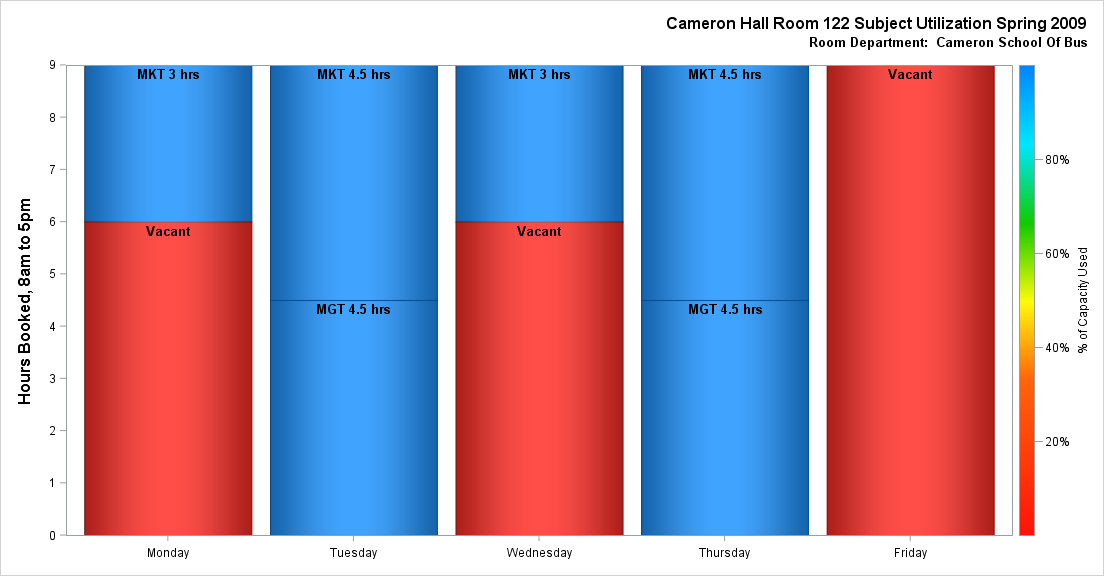 Cameron Hall Room 122 Subject Utilization Spring 2009
Room Department:  Cameron School Of Bus
Hours Booked, 8am to 5pm
9
8
7
6
5
4
3
2
1
0
MKT 3 hrs
Vacant
MKT 4.5 hrs
MGT 4.5 hrs
MKT 3 hrs
Vacant
MKT 4.5 hrs
MGT 4.5 hrs
Vacant
Monday
Tuesday
Wednesday
Thursday
Friday
80%
60%
40%
20%
% of Capacity Used